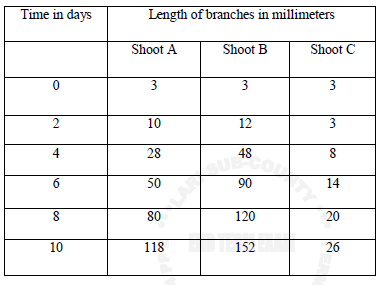 Time in days Length of branches in millimeters
Shoot A Shoot B Shoot C
0 3 3 3
2 10 12 3
4 28 48 8
6 50 90 14
8 80 120 20
10 118 152 26